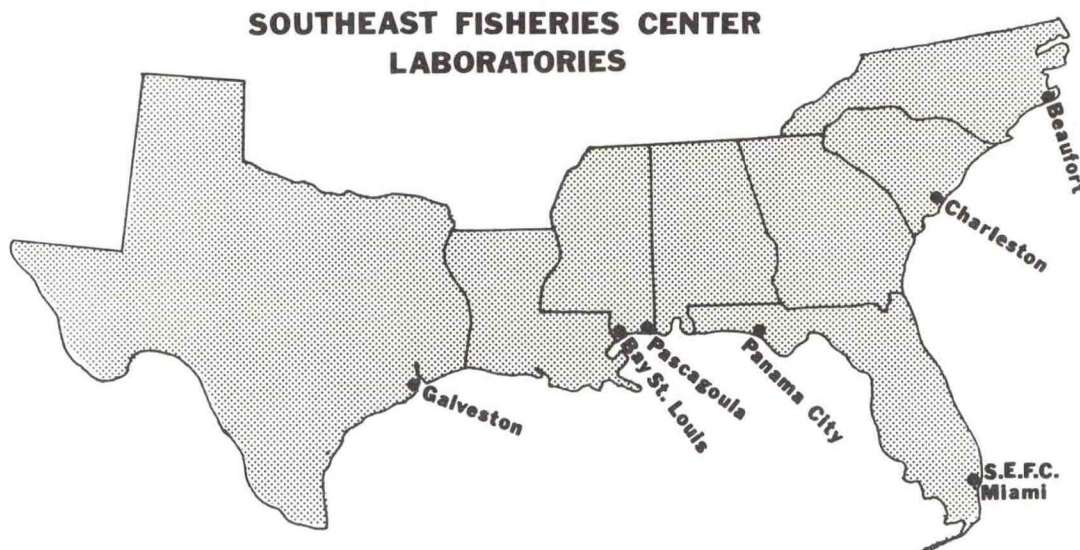 SOUTHEAST FISHERIES CENTER
LABORATORIES
Beaufort
Charleston
Galveston
Bay St. Louis
Pascagoula
Panama City
S.E.F.C.
Miami